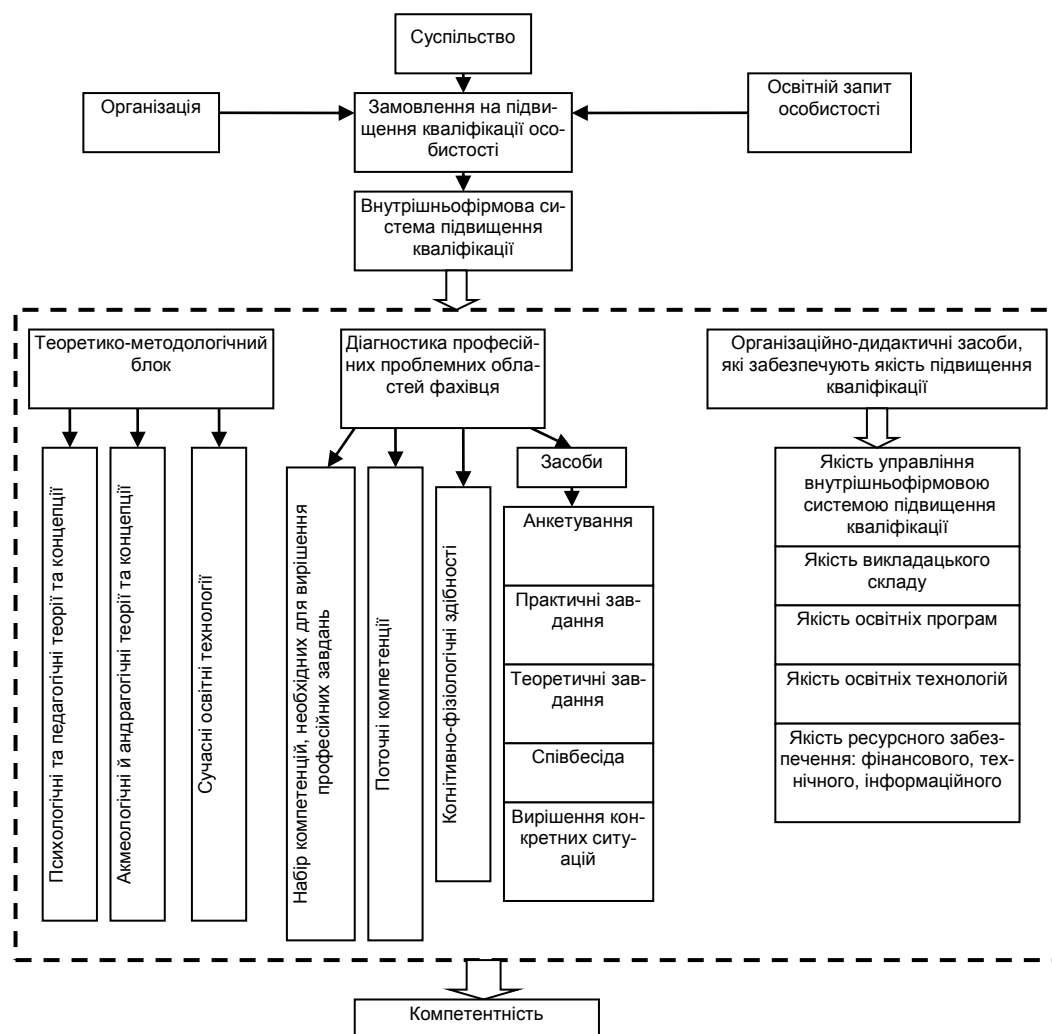 Суспільство
Організація
Замовлення на підви-
щення кваліфікації осо-
бистості
Освітній запит
особистості
Внутрішньофірмова си-
стема підвищення
кваліфікації
Теоретико-методологічний
блок
Діагностика професій-
них проблемних обла-
стей фахівця
Організаційно-дидактичні засоби,
які забезпечують якість підвищення
кваліфікації
Психологічні та педагогічні теорії та концепції
Акмеологічні й андрагогічні теорії та концепції
Сучасні освітні технології
Набір компетенцій, необхідних для вирішення
професійних завдань
Поточні компетенції
Когнітивно-фізіологічні здібності
Засоби
Анкетування
Практичні зав-
дання
Теоретичні зав-
дання
Співбесіда
Вирішення кон-
кретних ситу-
ацій
Якість управління
внутрішньофірмовою
системою підвищення
кваліфікації
Якість викладацького
складу
Якість освітніх програм
Якість освітніх технологій
Якість ресурсного забез-
печення: фінансового, тех-
нічного, інформаційного
Компетентність